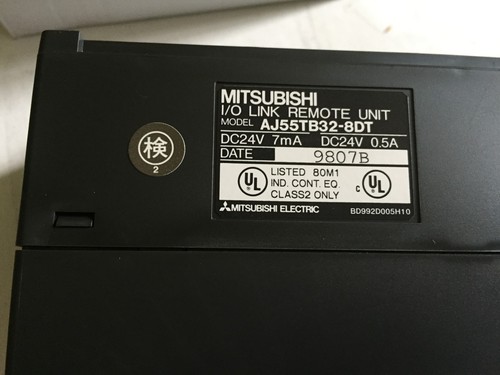 MITSUBISHI
I/O LINK REMOTE UNIT
MODEL AJ55TB32-8DT
DC24V 7mA DC24V 0.5A
DATE 9807B
UL LISTED 80M1
IND. CONT. EQ.
CLASS2 ONLY
C UL
MITSUBISHI ELECTRIC BD992D005H10
検
2